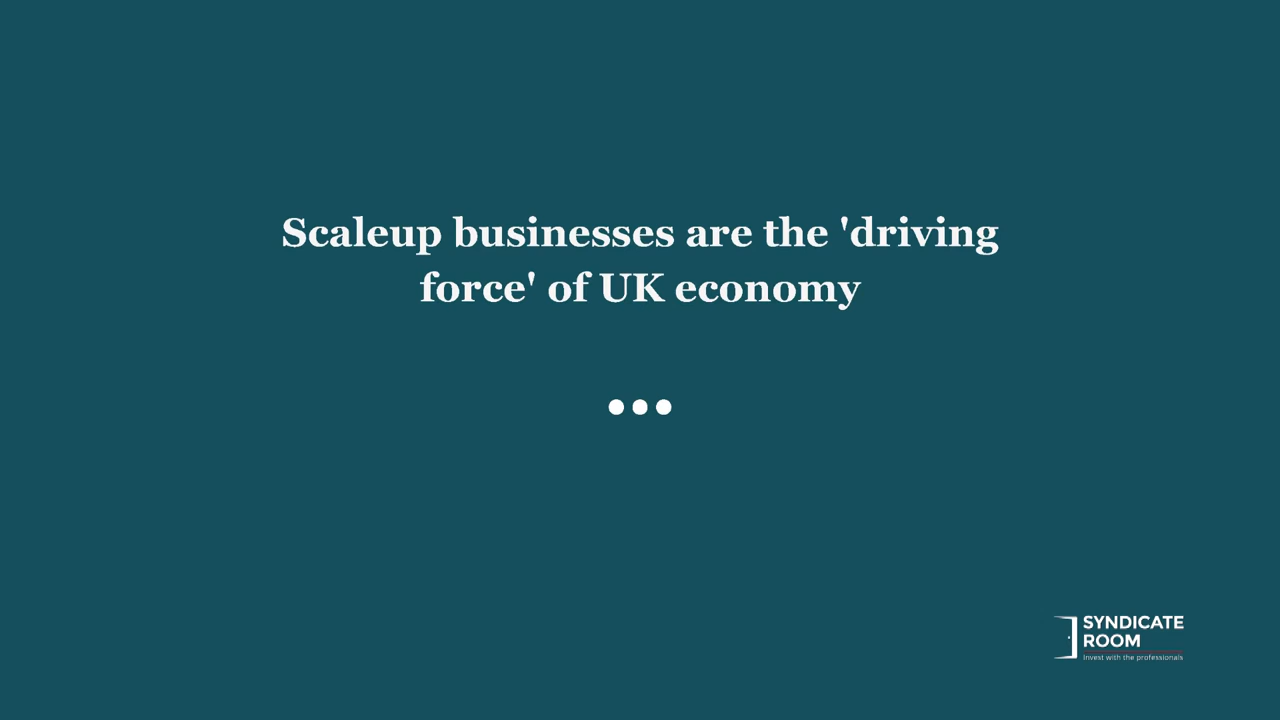 Scaleup businesses are the 'driving
force' of UK economy
SYNDICATE
ROOM
Invest with the professionals